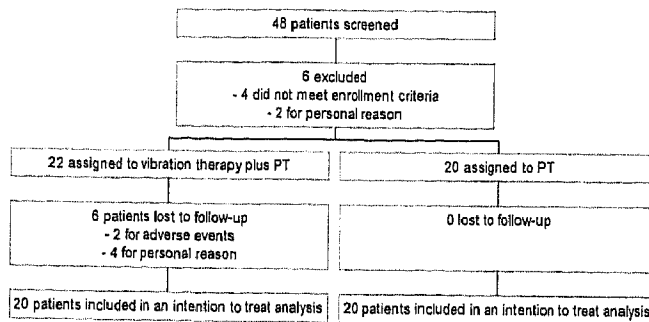 48 patients screened
6 excluded
- 4 did not meet enrollment criteria
- 2 for personal reason
22 assigned to vibration therapy plus PT
20 assigned to PT
6 patients lost to follow-up
- 2 for adverse events
- 4 for personal reason
0 lost to follow-up
20 patients included in an intention to treat analysis
20 patients included in an intention to treat analysis